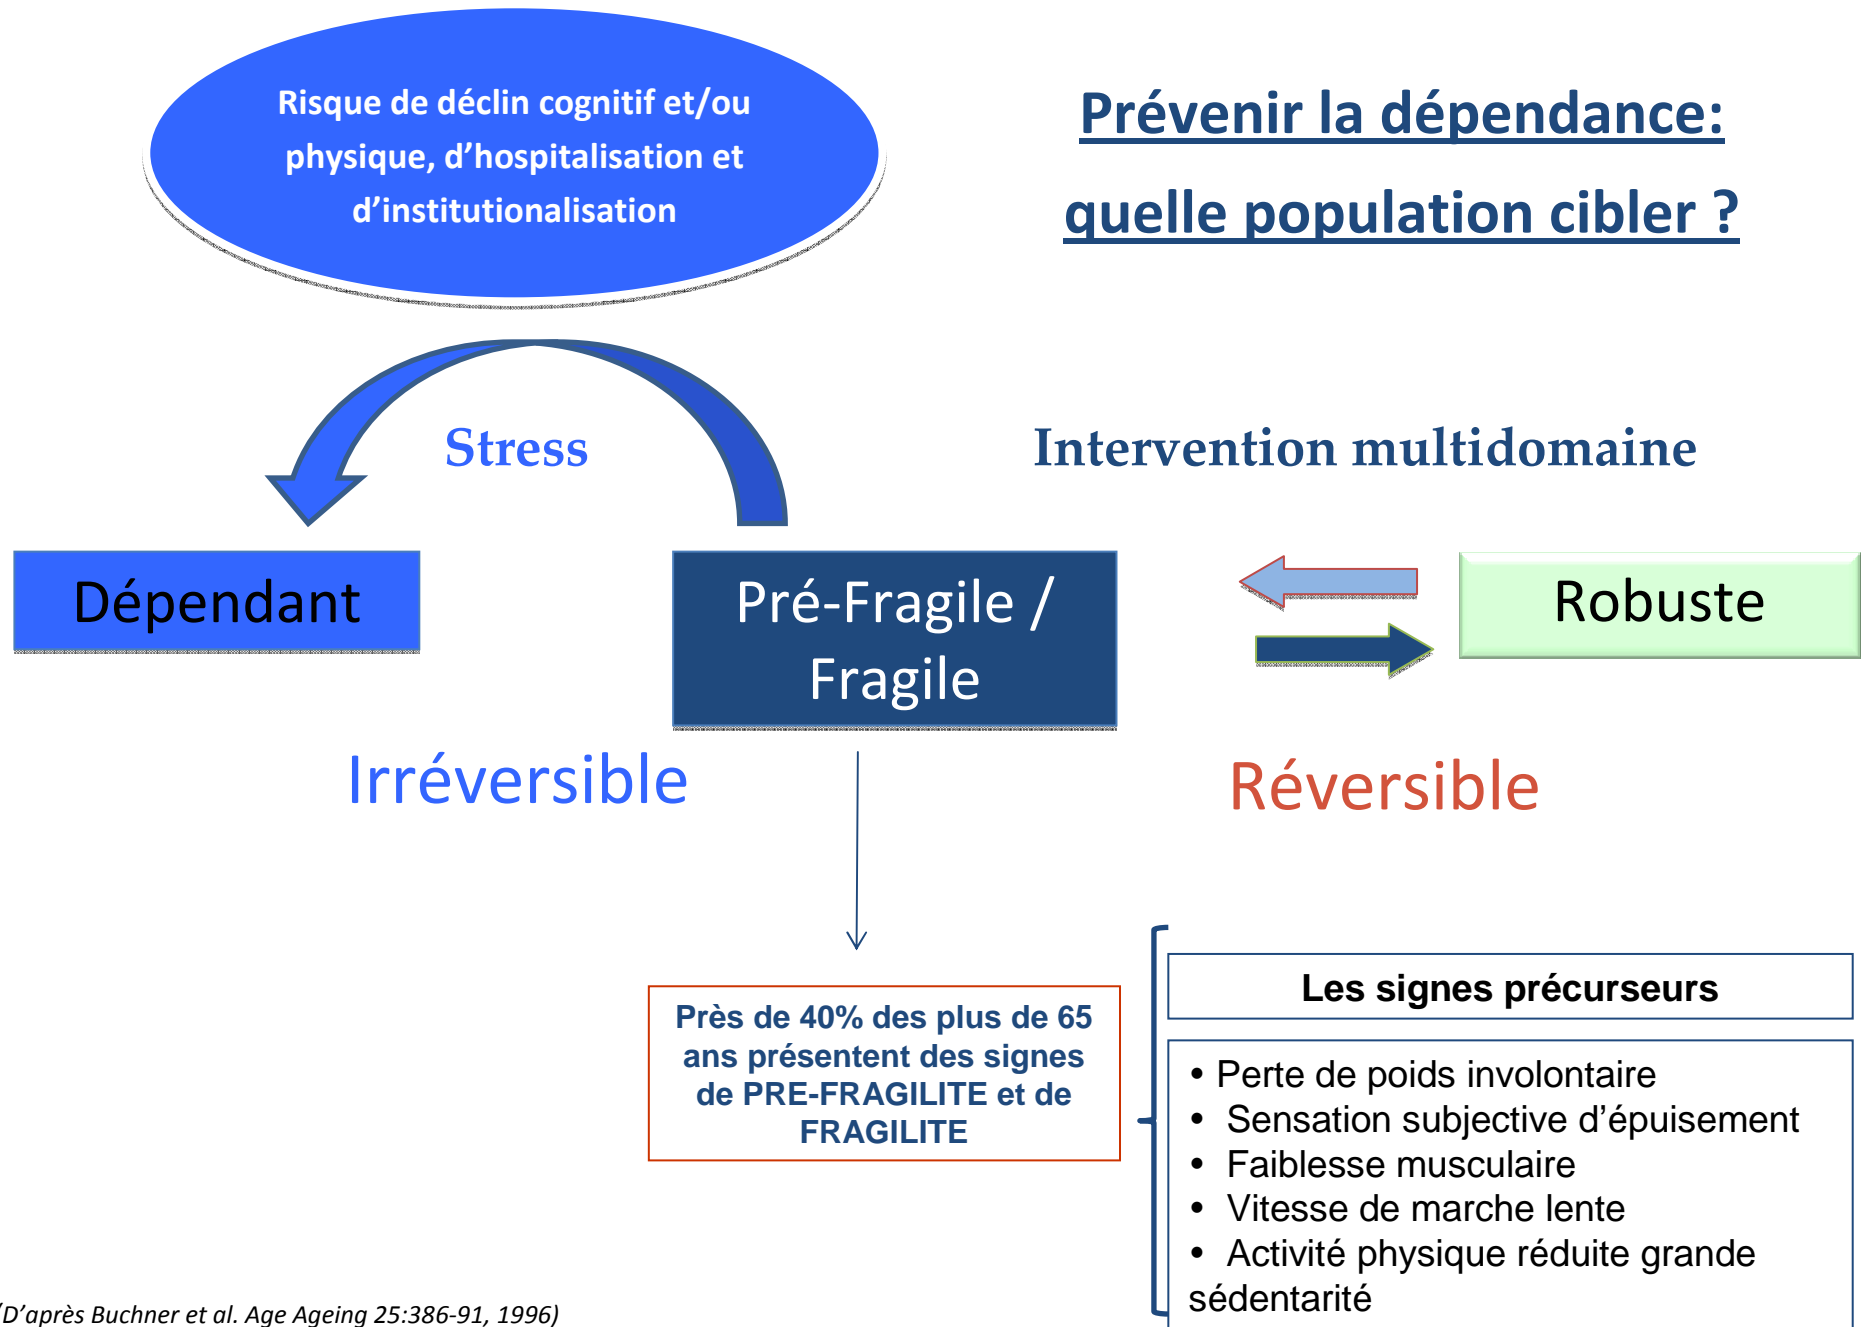 Risque de déclin cognitif et/ou
physique, d’hospitalisation et
d’institutionalisation
Prévenir la dépendance:
quelle population cibler ?
Stress
Intervention multidomaine
Dépendant
Pré-Fragile /
Fragile
Robuste
Irréversible
Réversible
Près de 40% des plus de 65
ans présentent des signes
de PRE-FRAGILITE et de
FRAGILITE
Les signes précurseurs
• Perte de poids involontaire
• Sensation subjective d’épuisement
• Faiblesse musculaire
• Vitesse de marche lente
• Activité physique réduite grande
sédentarité
(D’après Buchner et al. Age Ageing 25:386-91, 1996)